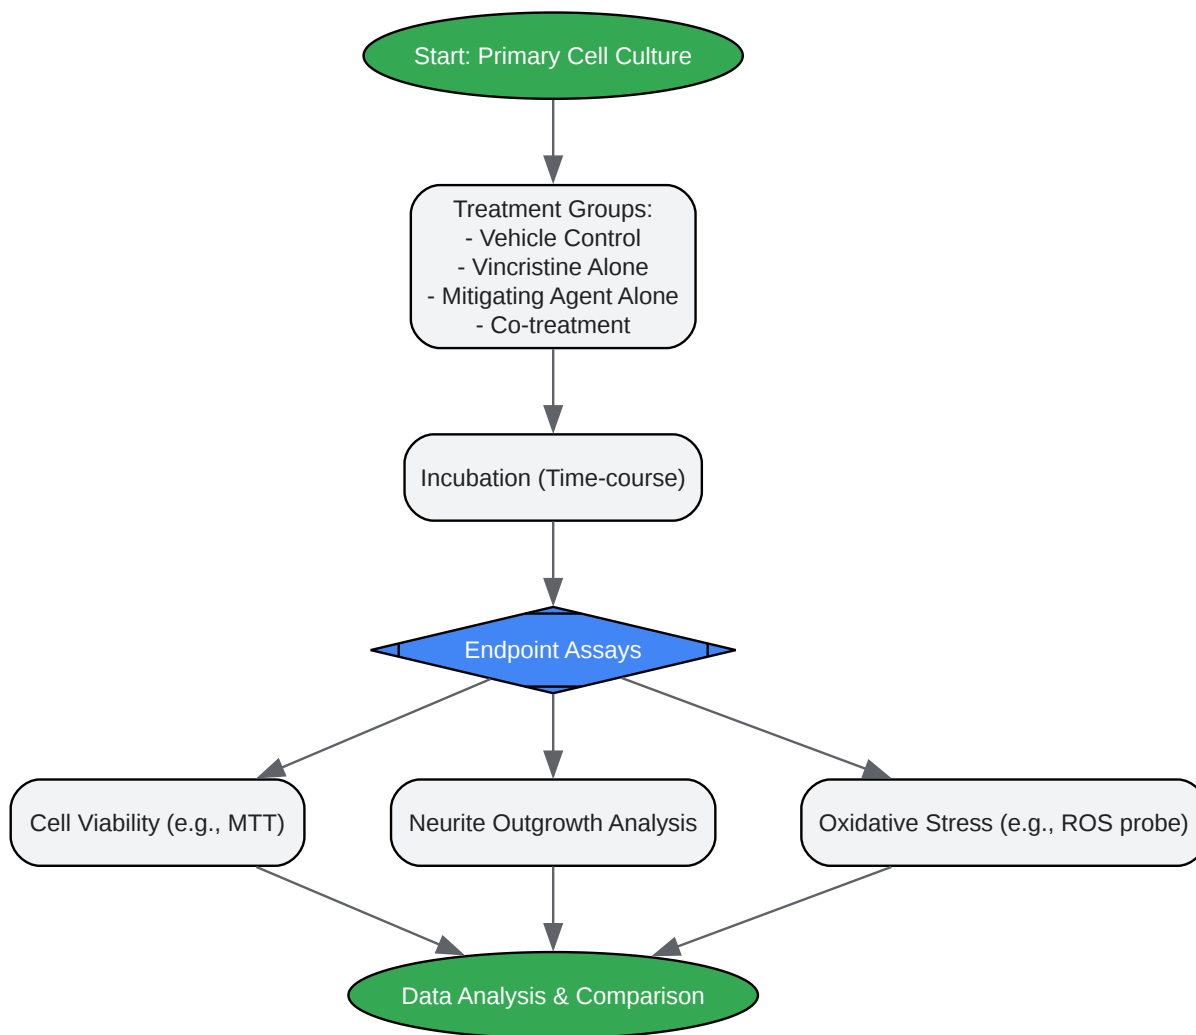 Start: Primary Cell Culture
Treatment Groups:
- Vehicle Control
- Vincristine Alone
- Mitigating Agent Alone
- Co-treatment
Incubation (Time-course)
Endpoint Assays
Cell Viability (e.g., MTT)
Neurite Outgrowth Analysis
Oxidative Stress (e.g., ROS probe)
Data Analysis & Comparison